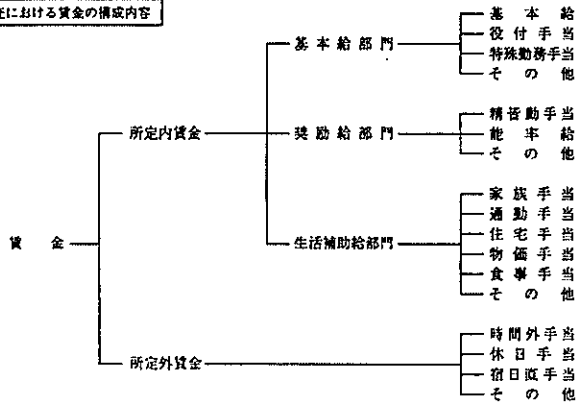 における賃金の構成内容
基本給
基本給部門
役付手当
特殊勤務手当
その他
精皆勤手当
所定内賃金
奨励給部門
能率給
その他
家族手当
通勤手当
賃金
生活補助給部門
住宅手当
物価手当
食事手当
その他
時間外手当
所定外賃金
休日手当
宿日直手当
その他